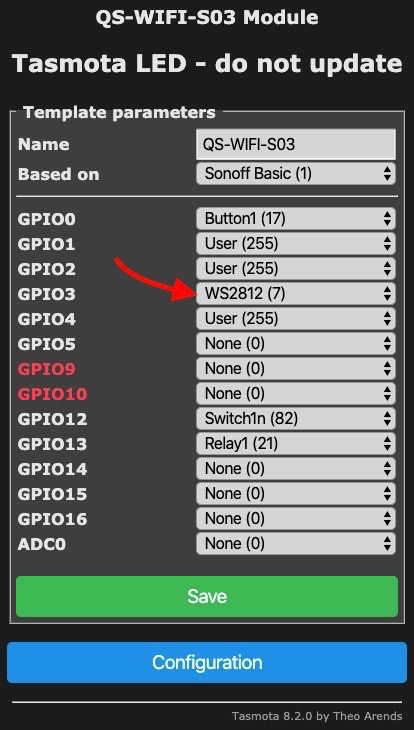 QS-WIFI-S03 Module
Tasmota LED - do not update
Template parameters
Name QS-WIFI-S03
Based on Sonoff Basic (1)
GPIO0 Button1 (17)
GPIO1 User (255)
GPIO2 User (255)
GPIO3 WS2812 (7)
GPIO4 User (255)
GPIO5 None (0)
GPIO9 None (0)
GPIO10 None (0)
GPIO12 Switch1n (82)
GPIO13 Relay1 (21)
GPIO14 None (0)
GPIO15 None (0)
GPIO16 None (0)
ADC0 None (0)
Save
Configuration
Tasmota 8.2.0 by Theo Arends